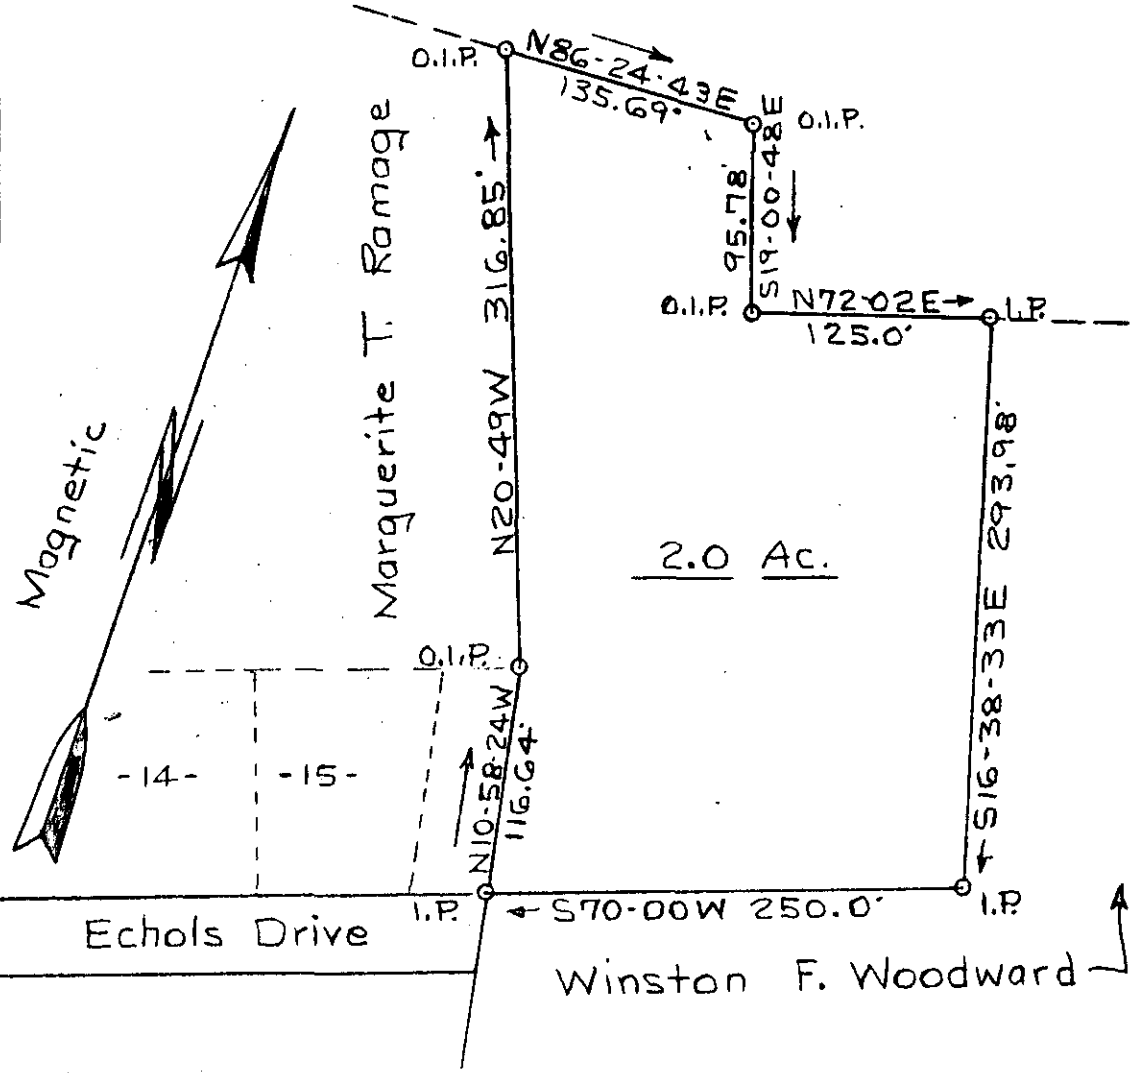 O.I.P.
N86-24-43E
135.69'
O.I.P.
S19-00-48E
95.78'
O.I.P.
N72-02E
I.P.
125.0'
Marguerite T. Ramage
N20-49W 316.85'
Magnetic
2.0 Ac.
S16-38-33E 293.98'
O.I.P.
-14-
-15-
N10-58-24W
116.64'
I.P.
S70-00W 250.0'
I.P.
Echols Drive
Winston F. Woodward